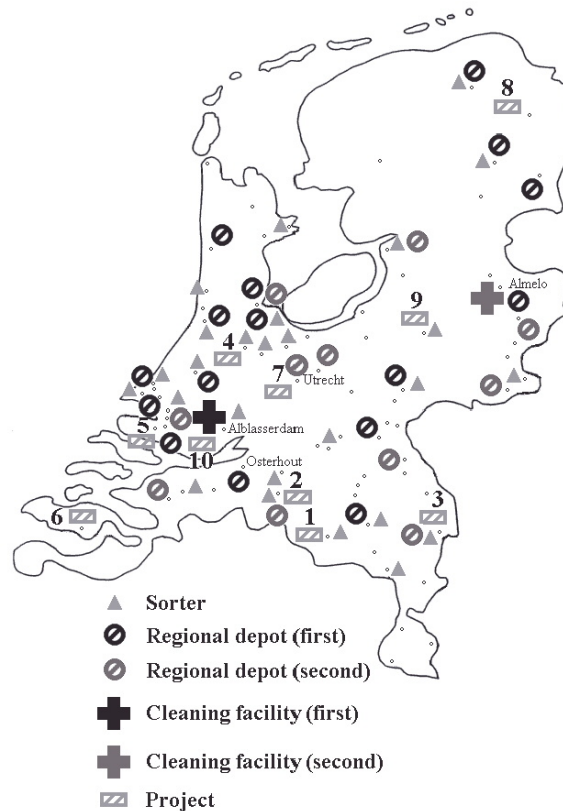 8
Almelo
9
4
7
Utrecht
5
Alblasserdam
10
Osterhout
2
6
1
3
Sorter
Regional depot (first)
Regional depot (second)
Cleaning facility (first)
Cleaning facility (second)
Project